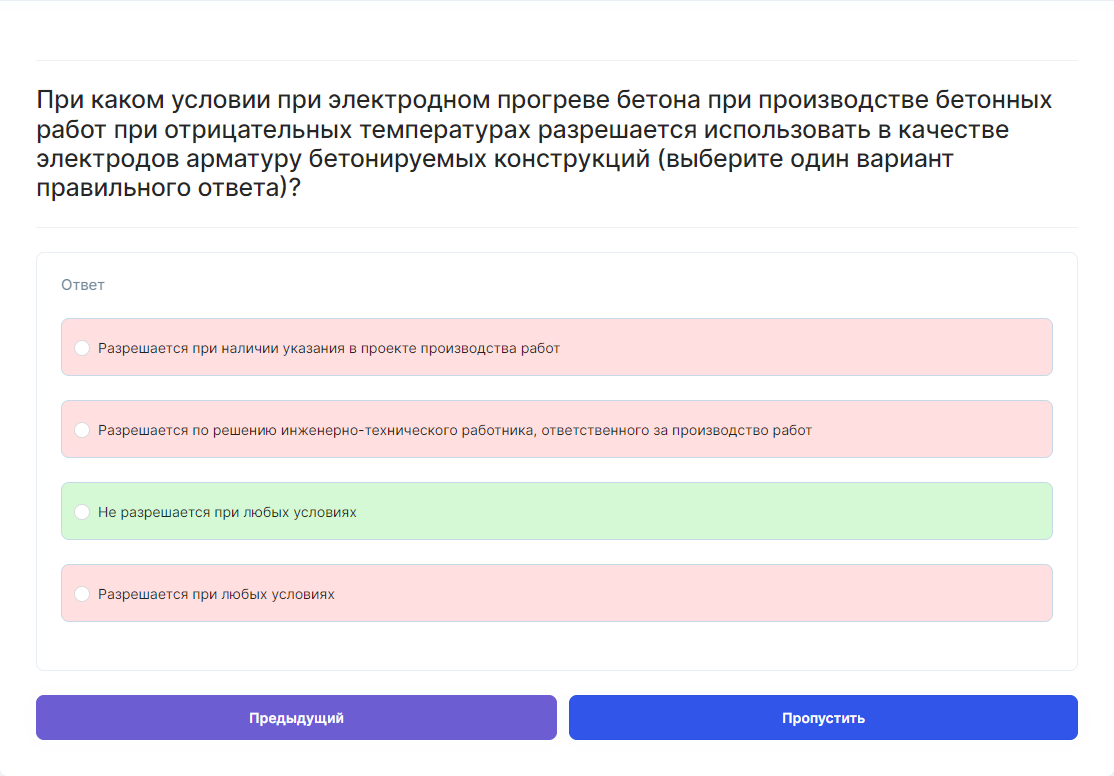 При каком условии при электродном прогреве бетона при производстве бетонных
работ при отрицательных температурах разрешается использовать в качестве
электродов арматуру бетонируемых конструкций (выберите один вариант
правильного ответа)?
Ответ
Разрешается при наличии указания в проекте производства работ
Разрешается по решению инженерно-технического работника, ответственного за производство работ
Не разрешается при любых условиях
Разрешается при любых условиях
Предыдущий
Пропустить